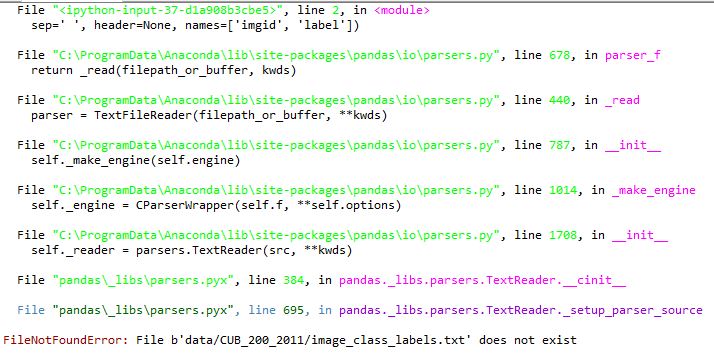 File "<ipython-input-37-d1a908b3cbe5>", line 2, in <module>
sep=' ', header=None, names=['imgid', 'label'])
File "C:\ProgramData\Anaconda\lib\site-packages\pandas\io\parsers.py", line 678, in parser_f
return _read(filepath_or_buffer, kwds)
File "C:\ProgramData\Anaconda\lib\site-packages\pandas\io\parsers.py", line 440, in _read
parser = TextFileReader(filepath_or_buffer, **kwds)
File "C:\ProgramData\Anaconda\lib\site-packages\pandas\io\parsers.py", line 787, in __init__
self._make_engine(self.engine)
File "C:\ProgramData\Anaconda\lib\site-packages\pandas\io\parsers.py", line 1014, in _make_engine
self._engine = CParserWrapper(self.f, **self.options)
File "C:\ProgramData\Anaconda\lib\site-packages\pandas\io\parsers.py", line 1708, in __init__
self._reader = parsers.TextReader(src, **kwds)
File "pandas\_libs\parsers.pyx", line 384, in pandas._libs.parsers.TextReader.__cinit__
File "pandas\_libs\parsers.pyx", line 695, in pandas._libs.parsers.TextReader._setup_parser_source
FileNotFoundError: File b'data/CUB_200_2011/image_class_labels.txt' does not exist